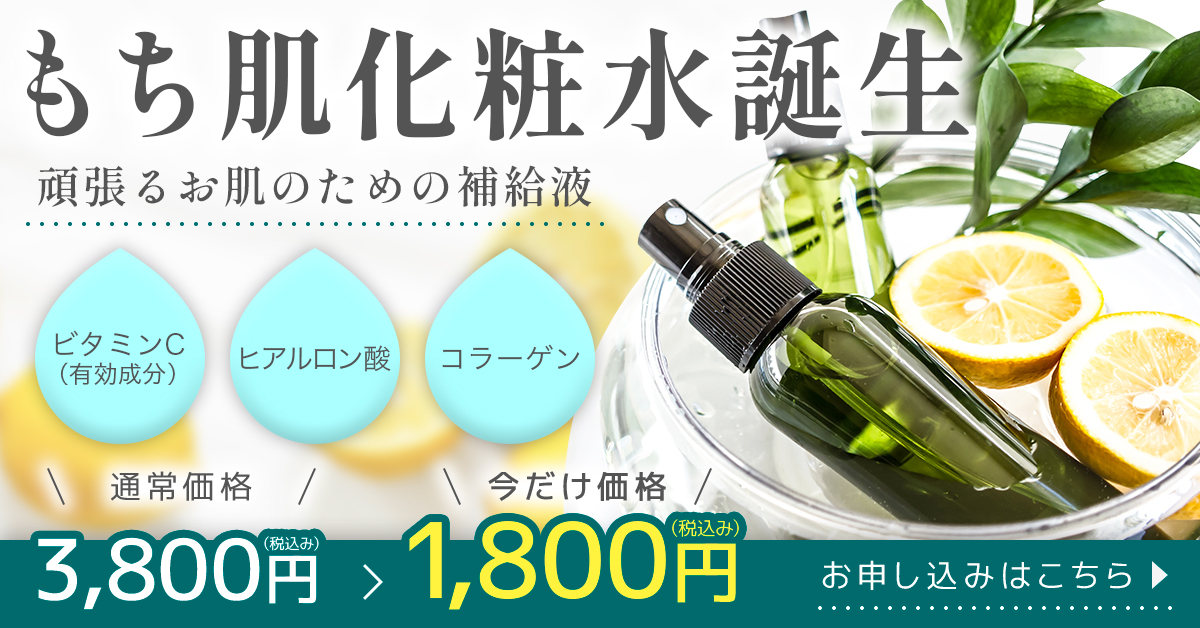 もち肌化粧水誕生
頑張るお肌のための補給液
ビタミンC
（有効成分）
ヒアルロン酸
コラーゲン
\ 通常価格 /
3,800円(税込み)
>
\ 今だけ価格 /
1,800円(税込み)
お申し込みはこちら ▶